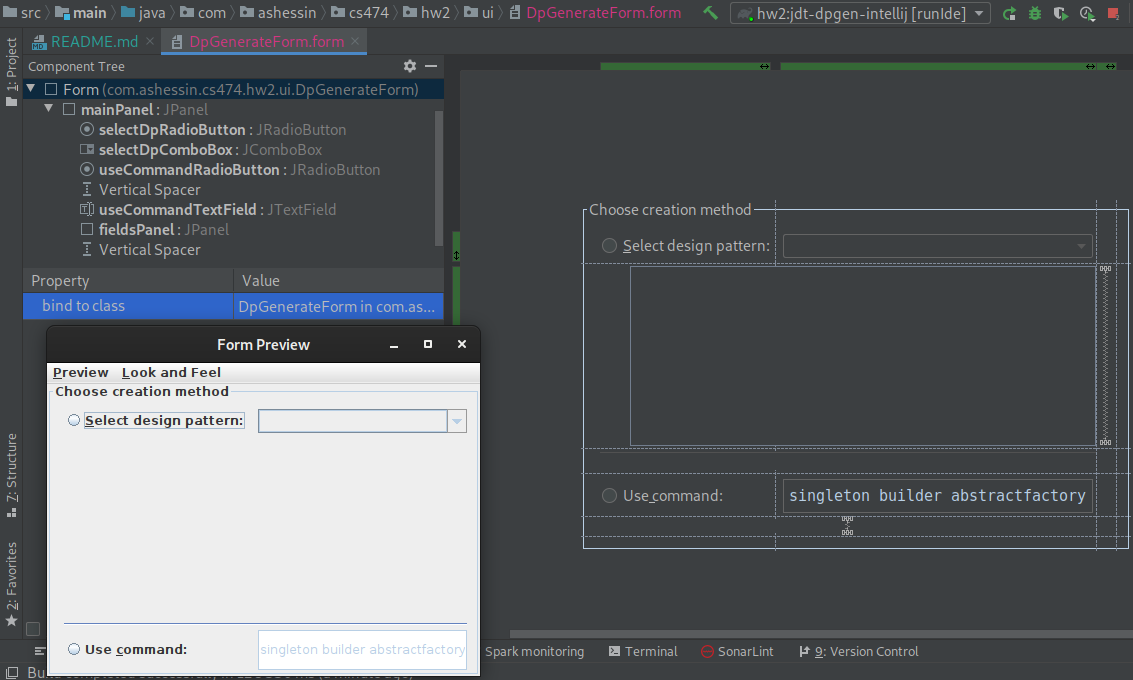 src main java com ashessin cs474 hw2 ui DpGenerateForm.form hw2:jdt-dpgen-intellij [runIde]
README.md DpGenerateForm.form
1: Project
Component Tree
Form (com.ashessin.cs474.hw2.ui.DpGenerateForm)
mainPanel : JPanel
selectDpRadioButton : JRadioButton
selectDpComboBox : JComboBox
useCommandRadioButton : JRadioButton
Vertical Spacer
useCommandTextField : JTextField
fieldsPanel : JPanel
Vertical Spacer
Property Value
bind to class DpGenerateForm in com.as...
Choose creation method
Select design pattern:
Use command: singleton builder abstractfactory
Form Preview
Preview Look and Feel
Choose creation method
Select design pattern:
Use command: singleton builder abstractfactory
7: Structure
2: Favorites
Spark monitoring Terminal SonarLint 9: Version Control